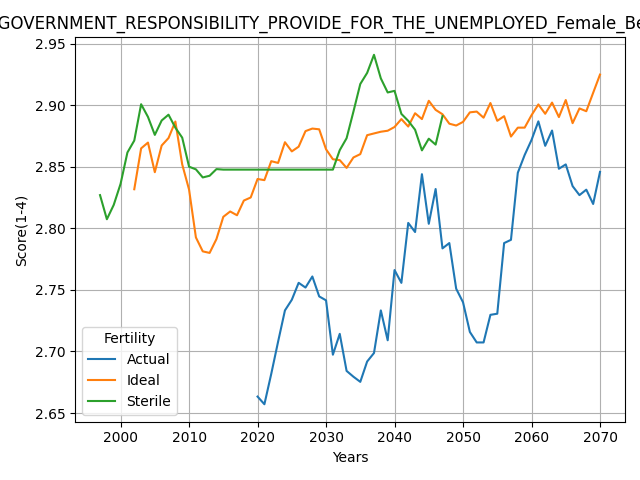 GOVERNMENT_RESPONSIBILITY_PROVIDE_FOR_THE_UNEMPLOYED_Female_Be
2.95
2.90
2.85
2.80
2.75
2.70
2.65
Score(1-4)
Fertility
Actual
Ideal
Sterile
2000 2010 2020 2030 2040 2050 2060 2070
Years